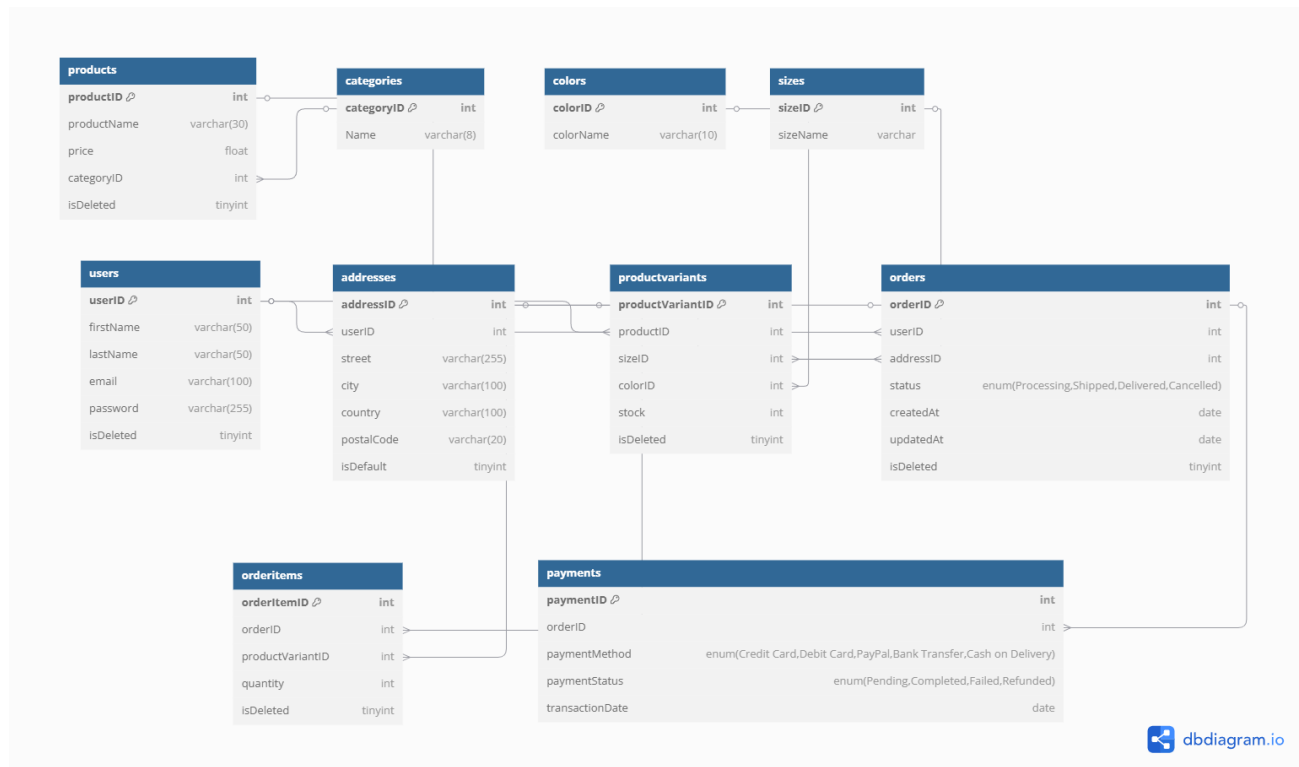 products
productID int
productName varchar(30)
price float
categoryID int
isDeleted tinyint
categories
categoryID int
Name varchar(8)
colors
colorID int
colorName varchar(10)
sizes
sizeID int
sizeName varchar
users
userID int
firstName varchar(50)
lastName varchar(50)
email varchar(100)
password varchar(255)
isDeleted tinyint
addresses
addressID int
userID int
street varchar(255)
city varchar(100)
country varchar(100)
postalCode varchar(20)
isDefault tinyint
productvariants
productVariantID int
productID int
sizeID int
colorID int
stock int
isDeleted tinyint
orders
orderID int
userID int
addressID int
status enum(Processing,Shipped,Delivered,Cancelled)
createdAt date
updatedAt date
isDeleted tinyint
orderitems
orderItemID int
orderID int
productVariantID int
quantity int
isDeleted tinyint
payments
paymentID int
orderID int
paymentMethod enum(Credit Card,Debit Card,PayPal,Bank Transfer,Cash on Delivery)
paymentStatus enum(Pending,Completed,Failed,Refunded)
transactionDate date
dbdiagram.io